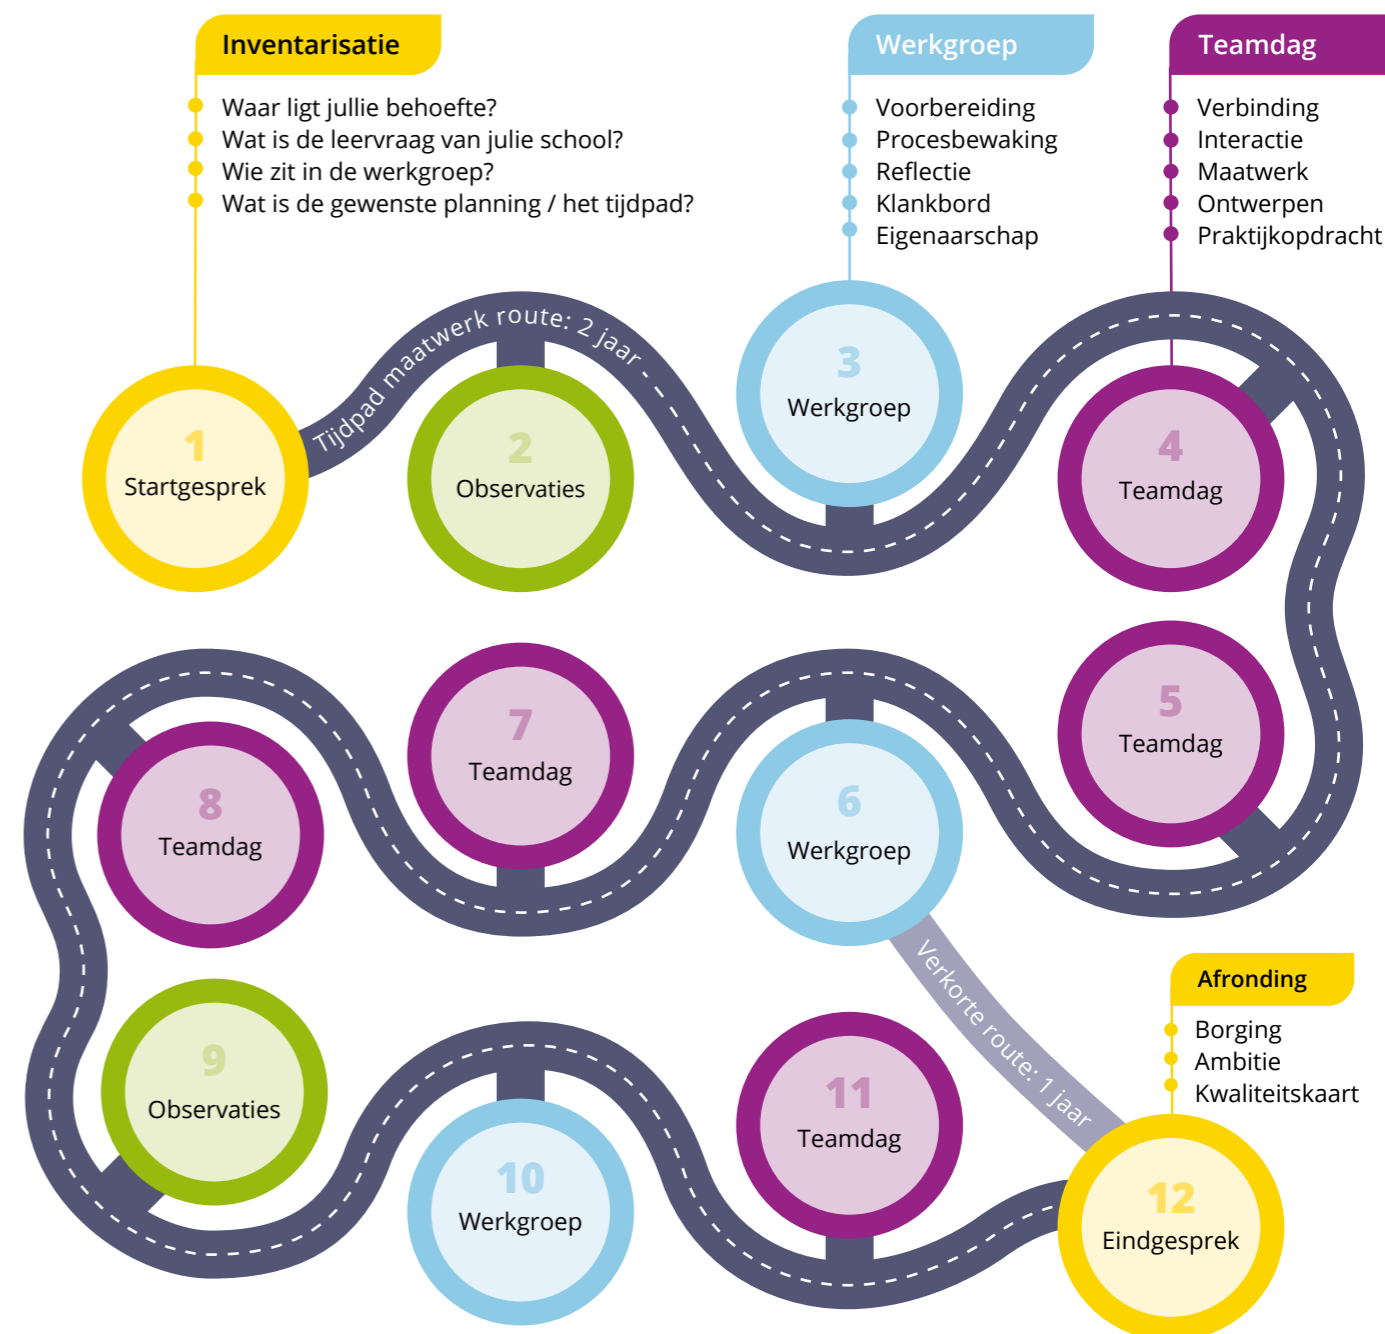 Inventarisatie
Waar ligt jullie behoefte?
Wat is de leervraag van julie school?
Wie zit in de werkgroep?
Wat is de gewenste planning / het tijdpad?
Werkgroep
Voorbereiding
Procesbewaking
Reflectie
Klankbord
Eigenaarschap
Teamdag
Verbinding
Interactie
Maatwerk
Ontwerpen
Praktijkopdracht
Tijdpad maatwerk route: 2 jaar
1
Startgesprek
2
Observaties
3
Werkgroep
4
Teamdag
5
Teamdag
6
Werkgroep
7
Teamdag
8
Teamdag
9
Observaties
10
Werkgroep
11
Teamdag
Verkorte route: 1 jaar
Afronding
Borging
Ambitie
Kwaliteitskaart
12
Eindgesprek